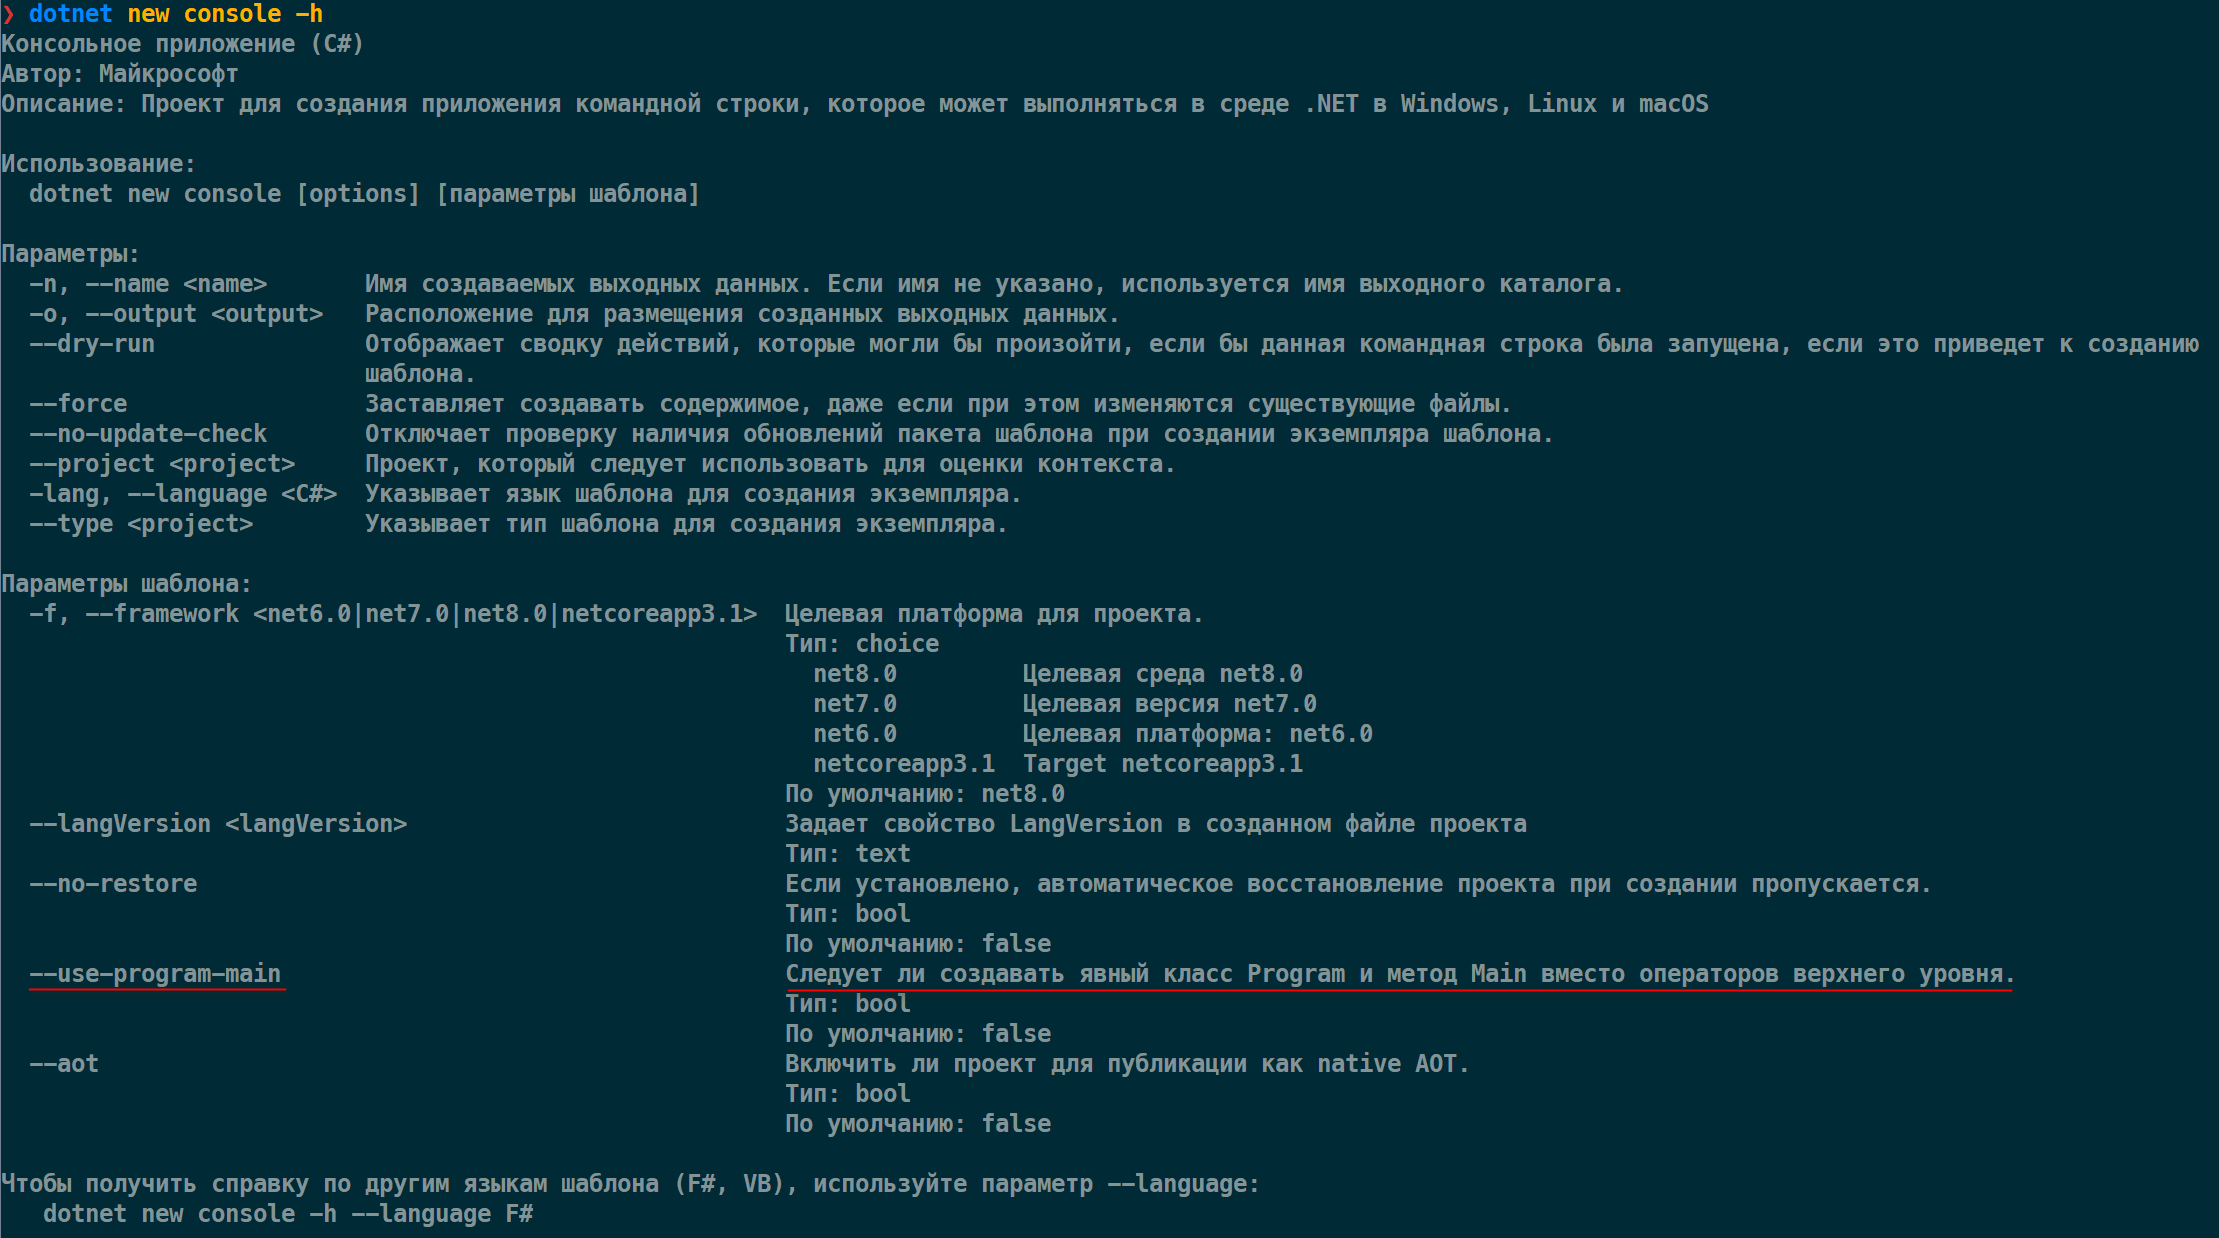 ❯ dotnet new console -h
Консольное приложение (C#)
Автор: Майкрософт
Описание: Проект для создания приложения командной строки, которое может выполняться в среде .NET в Windows, Linux и macOS
Использование:
dotnet new console [options] [параметры шаблона]
Параметры:
-n, --name <name> Имя создаваемых выходных данных. Если имя не указано, используется имя выходного каталога.
-o, --output <output> Расположение для размещения созданных выходных данных.
--dry-run Отображает сводку действий, которые могли бы произойти, если бы данная командная строка была запущена, если это приведет к созданию
шаблона.
--force Заставляет создавать содержимое, даже если при этом изменяются существующие файлы.
--no-update-check Отключает проверку наличия обновлений пакета шаблона при создании экземпляра шаблона.
--project <project> Проект, который следует использовать для оценки контекста.
-lang, --language <C#> Указывает язык шаблона для создания экземпляра.
--type <project> Указывает тип шаблона для создания экземпляра.
Параметры шаблона:
-f, --framework <net6.0|net7.0|net8.0|netcoreapp3.1> Целевая платформа для проекта.
Тип: choice
net8.0 Целевая среда net8.0
net7.0 Целевая версия net7.0
net6.0 Целевая платформа: net6.0
netcoreapp3.1 Target netcoreapp3.1
По умолчанию: net8.0
--langVersion <langVersion> Задает свойство LangVersion в созданном файле проекта
Тип: text
--no-restore Если установлено, автоматическое восстановление проекта при создании пропускается.
Тип: bool
По умолчанию: false
--use-program-main Следует ли создавать явный класс Program и метод Main вместо операторов верхнего уровня.
Тип: bool
По умолчанию: false
--aot Включить ли проект для публикации как native AOT.
Тип: bool
По умолчанию: false
Чтобы получить справку по другим языкам шаблона (F#, VB), используйте параметр --language:
dotnet new console -h --language F#